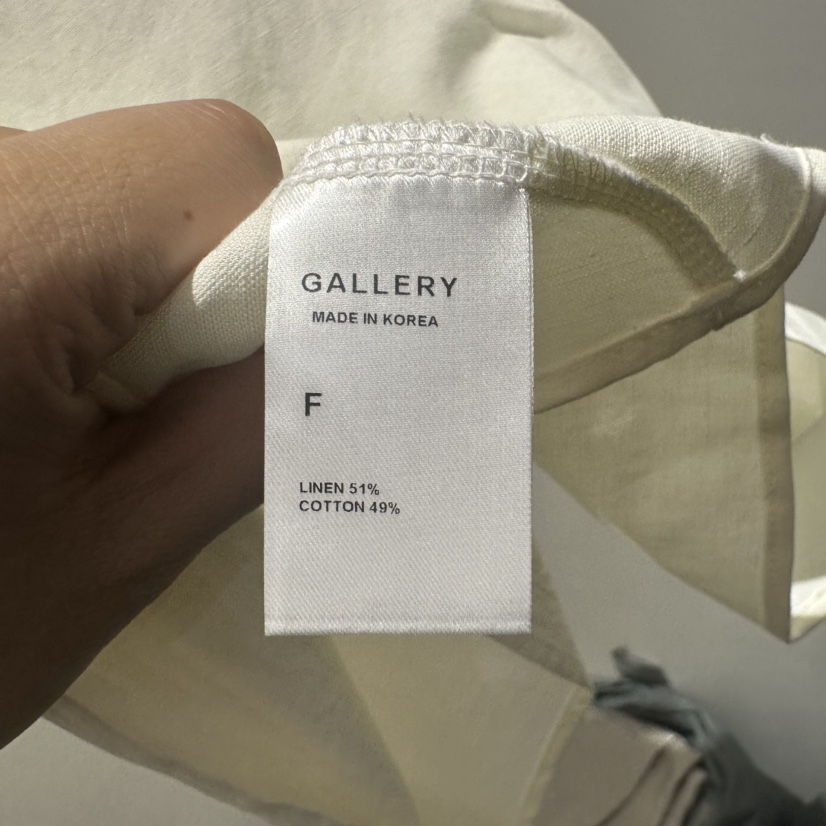 GALLERY
MADE IN KOREA
F
LINEN 51%
COTTON 49%